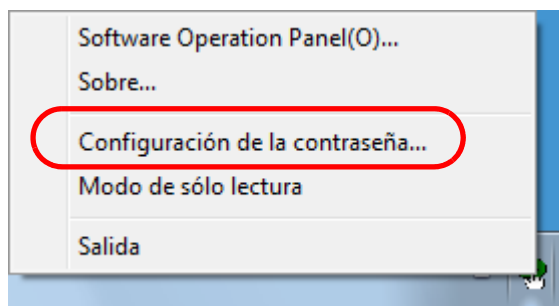 Software Operation Panel(O)...
Sobre...
Configuración de la contraseña...
Modo de sólo lectura
Salida